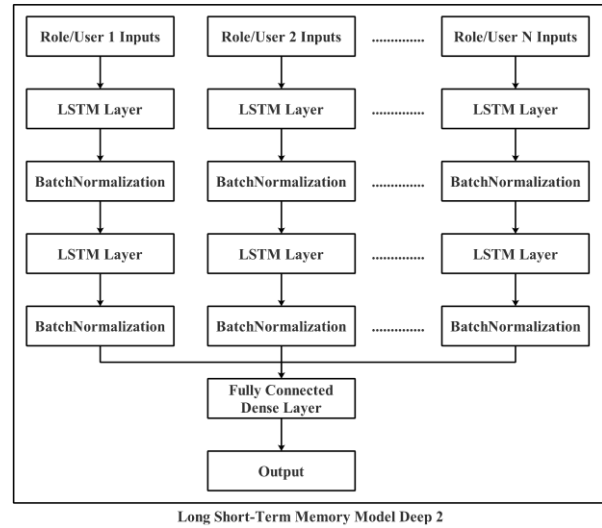 Role/User 1 Inputs Role/User 2 Inputs .............. Role/User N Inputs
LSTM Layer LSTM Layer .............. LSTM Layer
BatchNormalization BatchNormalization .............. BatchNormalization
LSTM Layer LSTM Layer .............. LSTM Layer
BatchNormalization BatchNormalization .............. BatchNormalization
Fully Connected
Dense Layer
Output
Long Short-Term Memory Model Deep 2